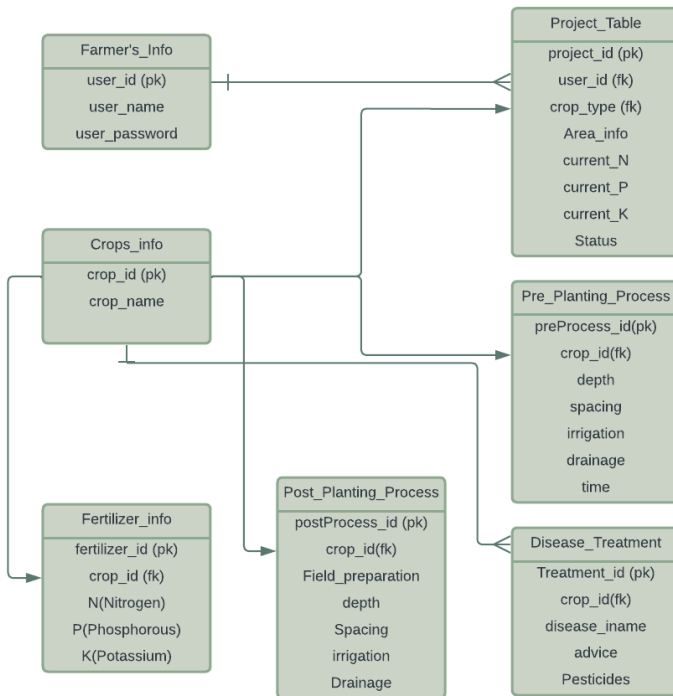 Farmer's_Info
user_id (pk)
user_name
user_password
Project_Table
project_id (pk)
user_id (fk)
crop_type (fk)
Area_info
current_N
current_P
current_K
Status
Crops_info
crop_id (pk)
crop_name
Pre_Planting_Process
preProcess_id(pk)
crop_id(fk)
depth
spacing
irrigation
drainage
time
Fertilizer_info
fertilizer_id (pk)
crop_id (fk)
N(Nitrogen)
P(Phosphorous)
K(Potassium)
Post_Planting_Process
postProcess_id (pk)
crop_id(fk)
Field_preparation
depth
Spacing
irrigation
Drainage
Disease_Treatment
Treatment_id (pk)
crop_id(fk)
disease_iname
advice
Pesticides